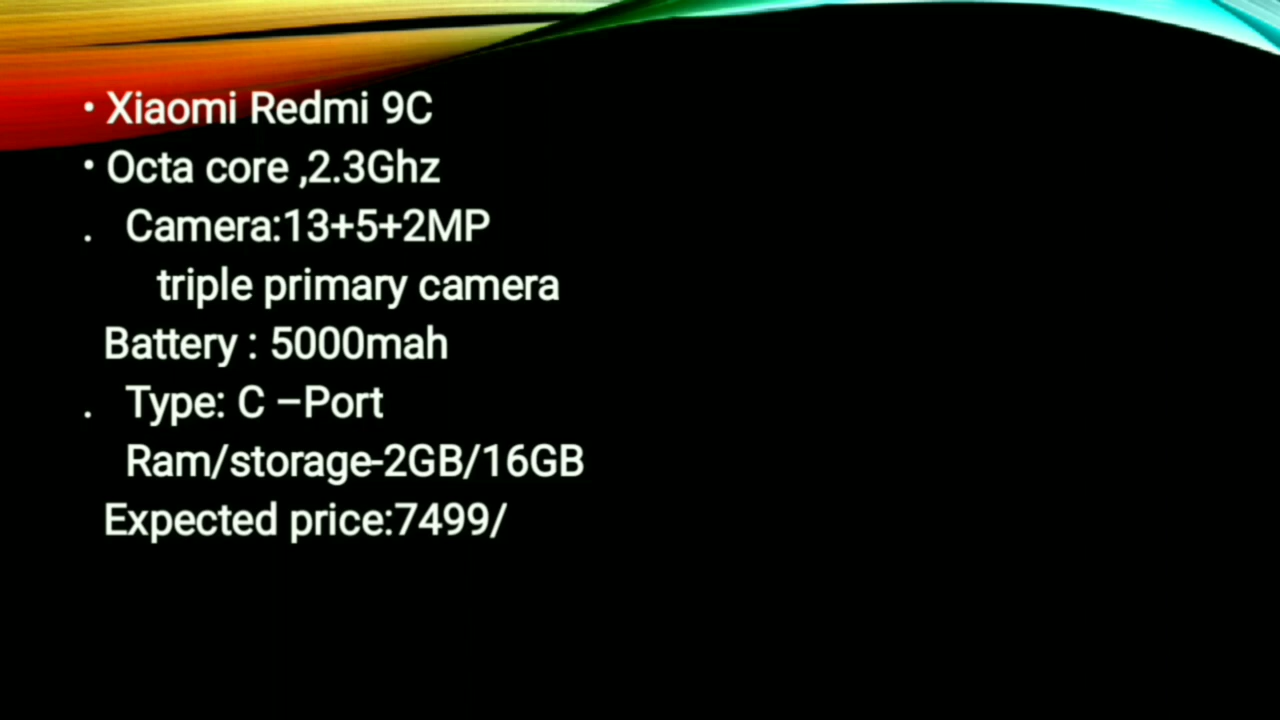 • Xiaomi Redmi 9C
• Octa core ,2.3Ghz
. Camera:13+5+2MP
triple primary camera
Battery : 5000mah
. Type: C –Port
Ram/storage-2GB/16GB
Expected price:7499/